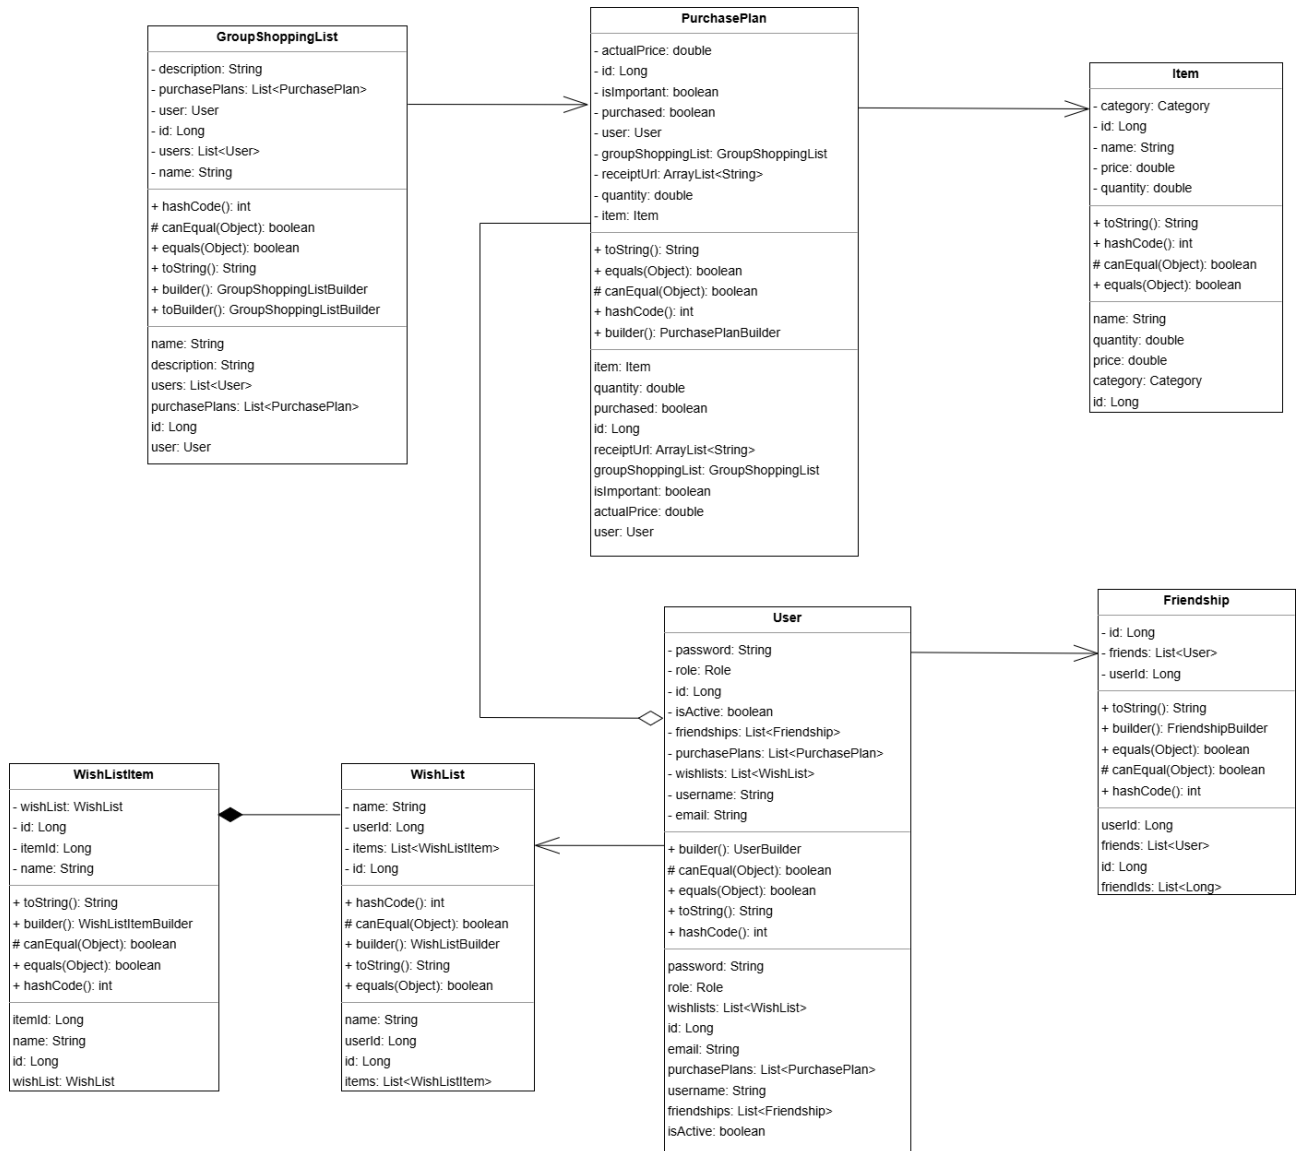 GroupShoppingList
- description: String
- purchasePlans: List<PurchasePlan>
- user: User
- id: Long
- users: List<User>
- name: String
+ hashCode(): int
# canEqual(Object): boolean
+ equals(Object): boolean
+ toString(): String
+ builder(): GroupShoppingListBuilder
+ toBuilder(): GroupShoppingListBuilder
name: String
description: String
users: List<User>
purchasePlans: List<PurchasePlan>
id: Long
user: User
PurchasePlan
- actualPrice: double
- id: Long
- isImportant: boolean
- purchased: boolean
- user: User
- groupShoppingList: GroupShoppingList
- receiptUrl: ArrayList<String>
- quantity: double
- item: Item
+ toString(): String
+ equals(Object): boolean
# canEqual(Object): boolean
+ hashCode(): int
+ builder(): PurchasePlanBuilder
item: Item
quantity: double
purchased: boolean
id: Long
receiptUrl: ArrayList<String>
groupShoppingList: GroupShoppingList
isImportant: boolean
actualPrice: double
user: User
Item
- category: Category
- id: Long
- name: String
- price: double
- quantity: double
+ toString(): String
+ hashCode(): int
# canEqual(Object): boolean
+ equals(Object): boolean
name: String
quantity: double
price: double
category: Category
id: Long
WishListItem
- wishList: WishList
- id: Long
- itemId: Long
- name: String
+ toString(): String
+ builder(): WishListItemBuilder
# canEqual(Object): boolean
+ equals(Object): boolean
+ hashCode(): int
itemId: Long
name: String
id: Long
wishList: WishList
WishList
- name: String
- userId: Long
- items: List<WishListItem>
- id: Long
+ hashCode(): int
# canEqual(Object): boolean
+ builder(): WishListBuilder
+ toString(): String
+ equals(Object): boolean
name: String
userId: Long
id: Long
items: List<WishListItem>
User
- password: String
- role: Role
- id: Long
- isActive: boolean
- friendships: List<Friendship>
- purchasePlans: List<PurchasePlan>
- wishlists: List<WishList>
- username: String
- email: String
+ builder(): UserBuilder
# canEqual(Object): boolean
+ equals(Object): boolean
+ toString(): String
+ hashCode(): int
password: String
role: Role
wishlists: List<WishList>
id: Long
email: String
purchasePlans: List<PurchasePlan>
username: String
friendships: List<Friendship>
isActive: boolean
Friendship
- id: Long
- friends: List<User>
- userId: Long
+ toString(): String
+ builder(): FriendshipBuilder
+ equals(Object): boolean
# canEqual(Object): boolean
+ hashCode(): int
userId: Long
friends: List<User>
id: Long
friendIds: List<Long>